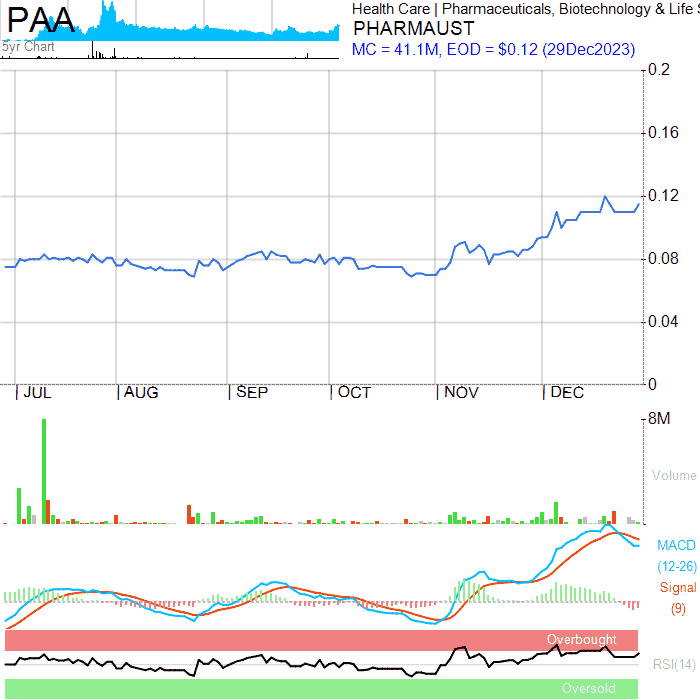 PAA
5yr Chart
Health Care | Pharmaceuticals, Biotechnology & Life S
PHARMAUST
MC = 41.1M, EOD = $0.12 (29Dec2023)
0.2
0.16
0.12
0.08
0.04
0
|JUL |AUG |SEP |OCT |NOV |DEC
8M
Volume
MACD
(12-26)
Signal
(9)
Overbought
RSI(14)
Oversold